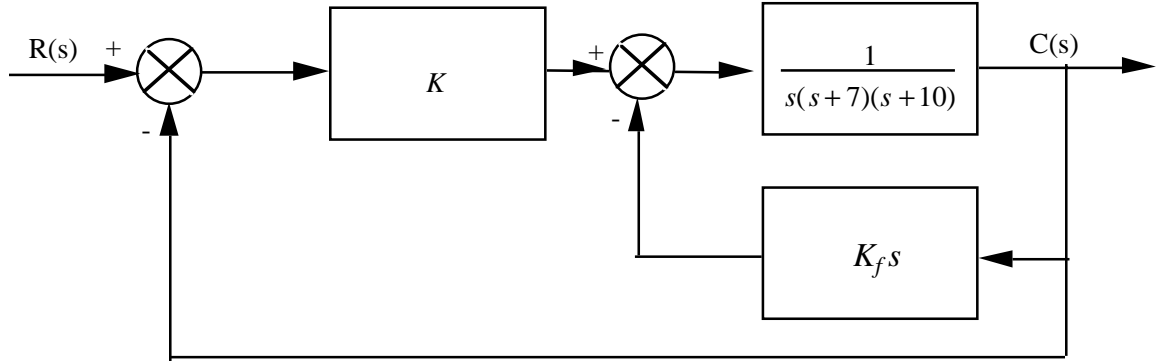 R(s)
+
-
K
+
-
1
s(s+7)(s+10)
C(s)
K_f s